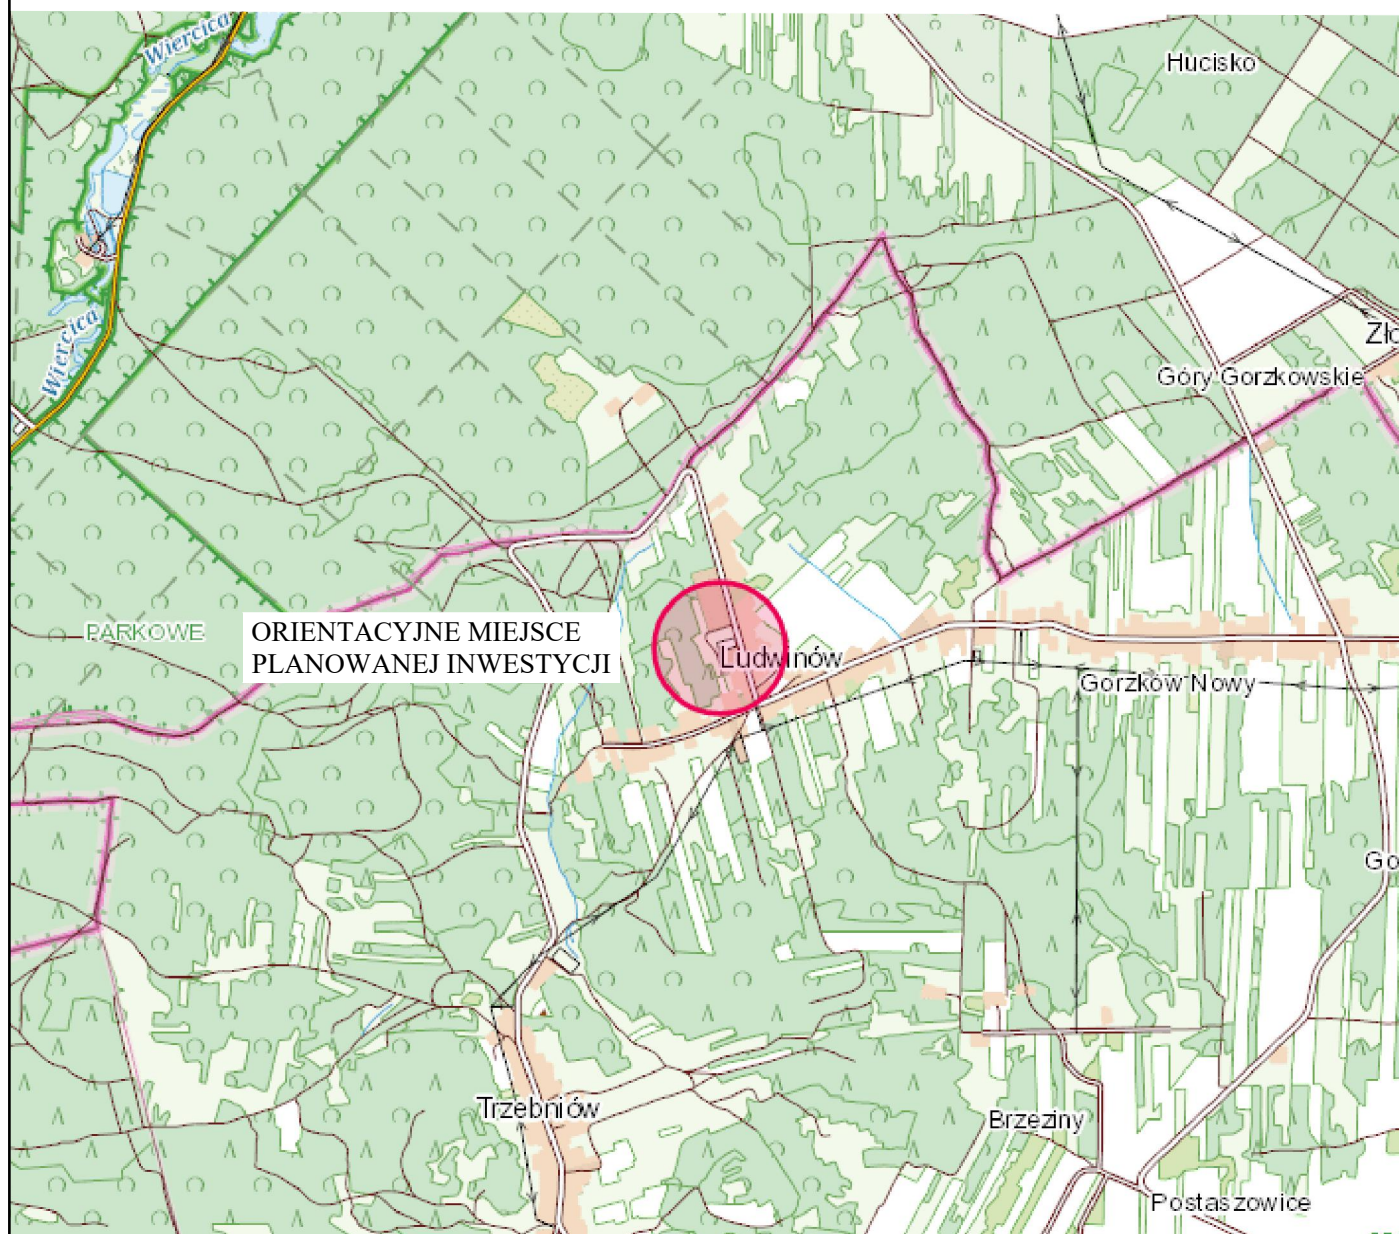 Wiercica
Hucisko
Wiercica
Zło
Góry Gorzkowskie
PARKOWE
ORIENTACYJNE MIEJSCE
PLANOWANEJ INWESTYCJI
Ludwinów
Gorzków Nowy
Go
Trzebniów
Brzeziny
Postaszowice